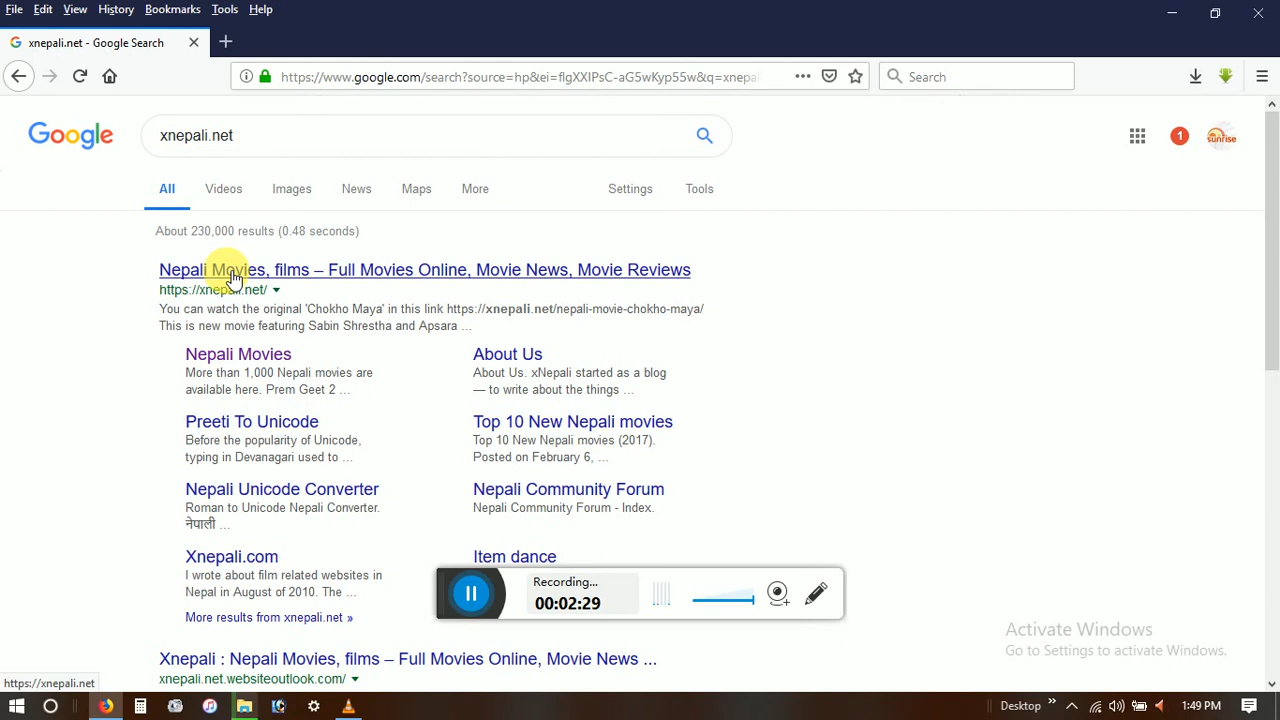 File Edit View History Bookmarks Tools Help
xnepali.net - Google Search
https://www.google.com/search?source=hp&ei=flgXXIPsC-aG5wKyp55w&q=xnepa
Search
Google
xnepali.net
1
sunrise
All Videos Images News Maps More Settings Tools
About 230,000 results (0.48 seconds)
Nepali Movies, films – Full Movies Online, Movie News, Movie Reviews
https://xnepali.net/
You can watch the original 'Chokho Maya' in this link https://xnepali.net/nepali-movie-chokho-maya/
This is new movie featuring Sabin Shrestha and Apsara ...
Nepali Movies
More than 1,000 Nepali movies are
available here. Prem Geet 2 ...
About Us
About Us. xNepali started as a blog
— to write about the things ...
Preeti To Unicode
Before the popularity of Unicode,
typing in Devanagari used to ...
Top 10 New Nepali movies
Top 10 New Nepali movies (2017).
Posted on February 6, ...
Nepali Unicode Converter
Roman to Unicode Nepali Converter.
नेपाली ...
Nepali Community Forum
Nepali Community Forum - Index.
Xnepali.com
I wrote about film related websites in
Nepal in August of 2010. The ...
Item dance
More results from xnepali.net »
Recording...
00:02:29
Xnepali : Nepali Movies, films – Full Movies Online, Movie News ...
xnepali.net.websiteoutlook.com/
Activate Windows
Go to Settings to activate Windows.
https://xnepali.net
Desktop
1:49 PM